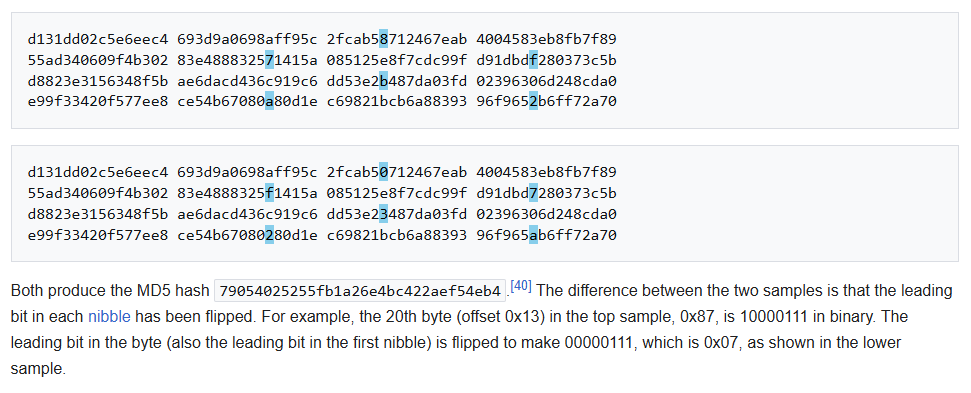 d131dd02c5e6eec4 693d9a0698aff95c 2fcab58712467eab 4004583eb8fb7f89
55ad340609f4b302 83e488832571415a 085125e8f7cdc99f d91dbdf280373c5b
d8823e3156348f5b ae6dacd436c919c6 dd53e2b487da03fd 02396306d248cda0
e99f33420f577ee8 ce54b67080a80d1e c69821bcb6a88393 96f9652b6ff72a70
d131dd02c5e6eec4 693d9a0698aff95c 2fcab50712467eab 4004583eb8fb7f89
55ad340609f4b302 83e4888325f1415a 085125e8f7cdc99f d91dbd7280373c5b
d8823e3156348f5b ae6dacd436c919c6 dd53e23487da03fd 02396306d248cda0
e99f33420f577ee8 ce54b67080280d1e c69821bcb6a88393 96f965ab6ff72a70
Both produce the MD5 hash 79054025255fb1a26e4bc422aef54eb4.[40] The difference between the two samples is that the leading
bit in each nibble has been flipped. For example, the 20th byte (offset 0x13) in the top sample, 0x87, is 10000111 in binary. The
leading bit in the byte (also the leading bit in the first nibble) is flipped to make 00000111, which is 0x07, as shown in the lower
sample.